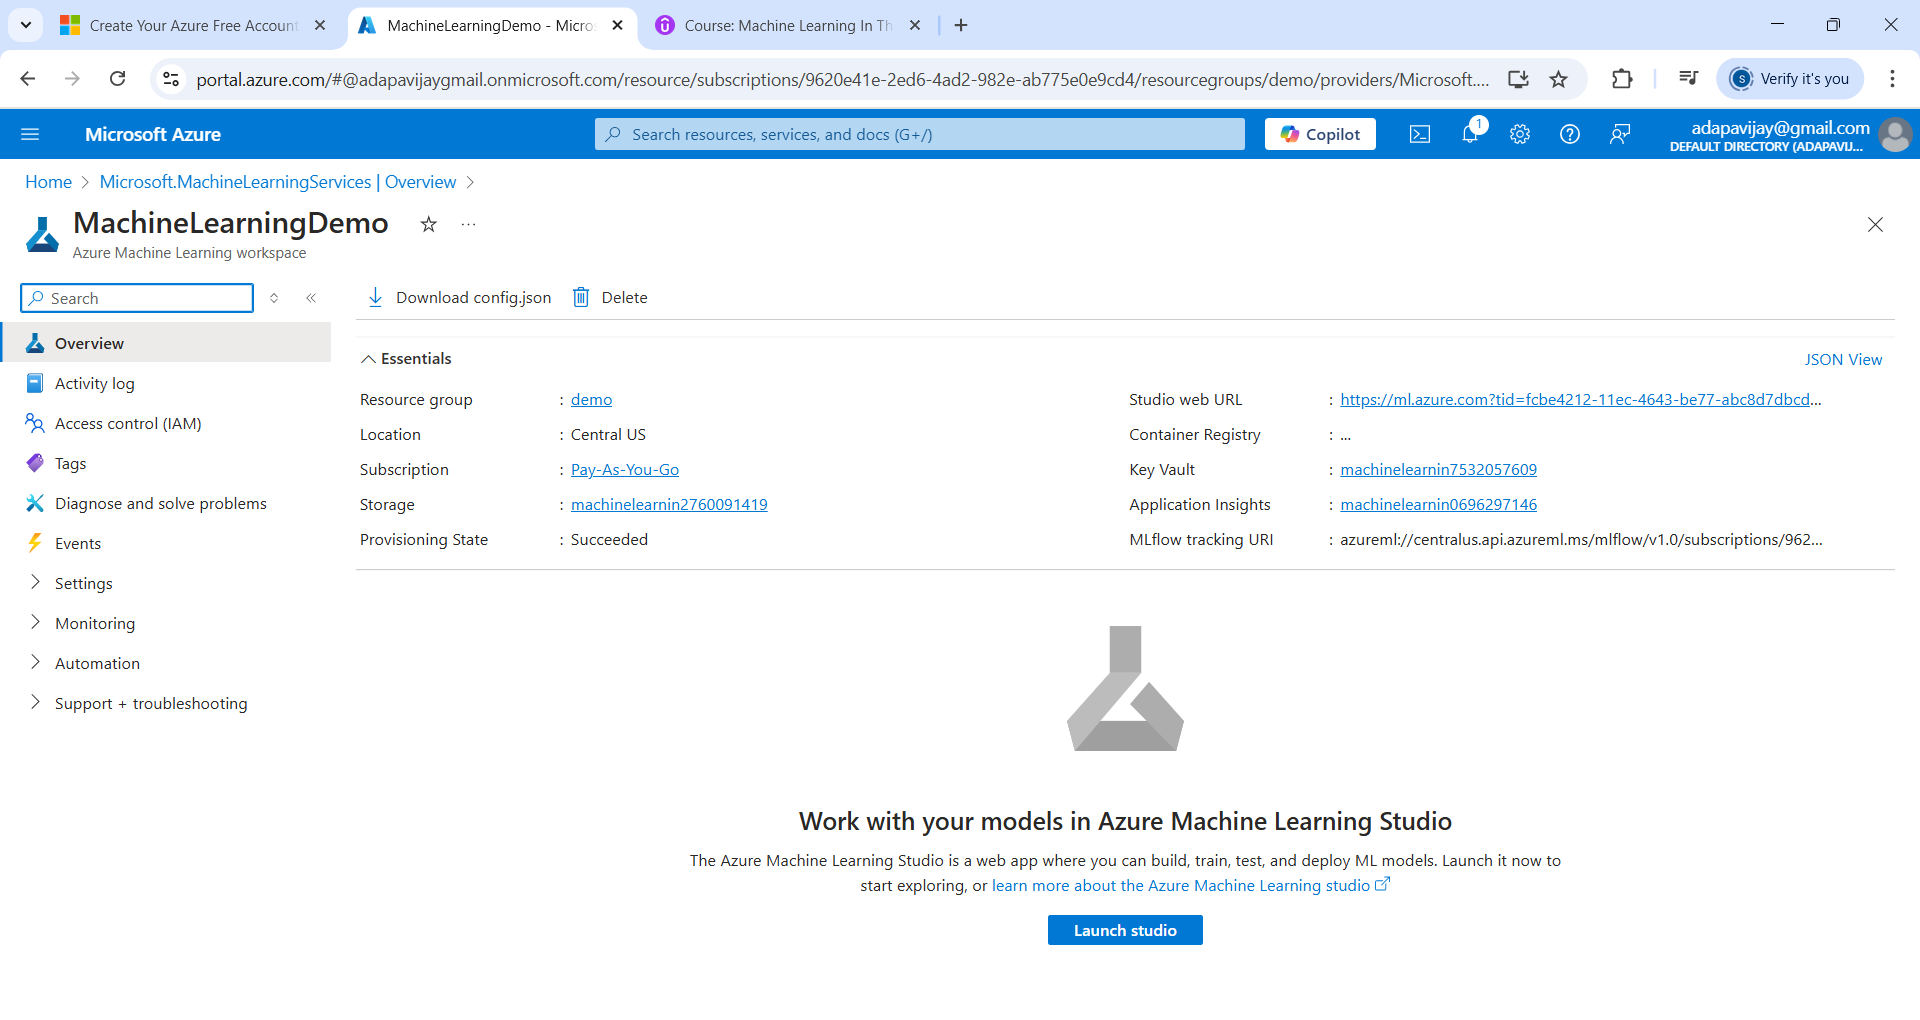 Create Your Azure Free Account
MachineLearningDemo - Micro
Course: Machine Learning In Th
portal.azure.com/#@adapavijaygmail.onmicrosoft.com/resource/subscriptions/9620e41e-2ed6-4ad2-982e-ab775e0e9cd4/resourcegroups/demo/providers/Microsoft....
S Verify it's you
Microsoft Azure
Search resources, services, and docs (G+/)
Copilot
1
adapavijay@gmail.com
DEFAULT DIRECTORY (ADAPAVIJ...
Home > Microsoft.MachineLearningServices | Overview >
MachineLearningDemo
...
Azure Machine Learning workspace
Search
Download config.json
Delete
Overview
Activity log
Access control (IAM)
Tags
Diagnose and solve problems
Events
Settings
Monitoring
Automation
Support + troubleshooting
Essentials
JSON View
Resource group : demo
Location : Central US
Subscription : Pay-As-You-Go
Storage : machinelearnin2760091419
Provisioning State : Succeeded
Studio web URL : https://ml.azure.com?tid=fcbe4212-11ec-4643-be77-abc8d7dbcd...
Container Registry : ...
Key Vault : machinelearnin7532057609
Application Insights : machinelearnin0696297146
MLflow tracking URI : azureml://centralus.api.azureml.ms/mlflow/v1.0/subscriptions/962...
Work with your models in Azure Machine Learning Studio
The Azure Machine Learning Studio is a web app where you can build, train, test, and deploy ML models. Launch it now to
start exploring, or learn more about the Azure Machine Learning studio
Launch studio